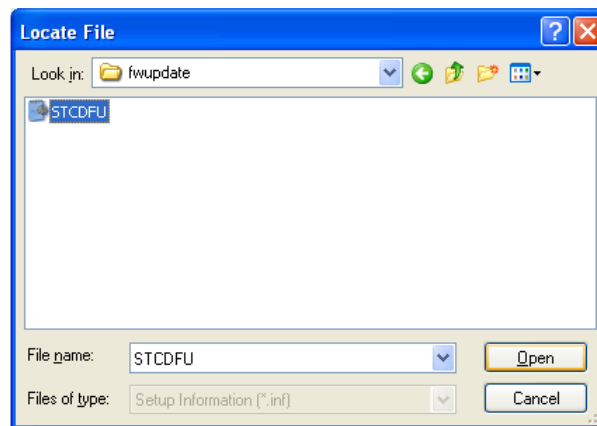 Locate File
Look in: fwupdate
STCDFU
File name: STCDFU Open
Files of type: Setup Information (*.inf) Cancel